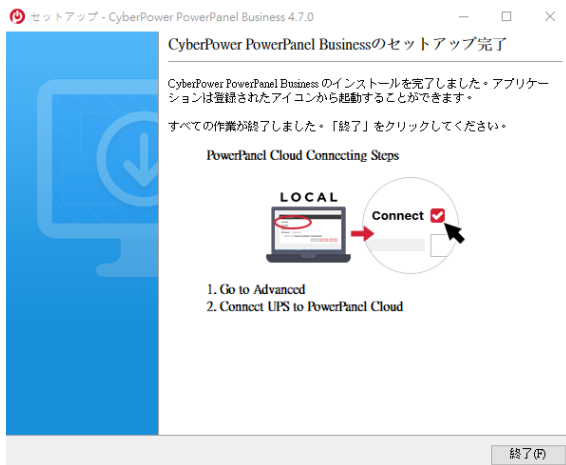 セットアップ - CyberPower PowerPanel Business 4.7.0
CyberPower PowerPanel Businessのセットアップ完了
CyberPower PowerPanel Business のインストールを完了しました。アプリケー
ションは登録されたアイコンから起動することができます。
すべての作業が終了しました。「終了」をクリックしてください。
PowerPanel Cloud Connecting Steps
LOCAL
Connect
1. Go to Advanced
2. Connect UPS to PowerPanel Cloud
終了(F)